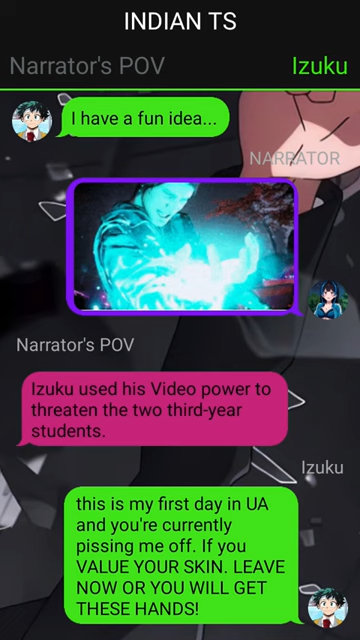 INDIAN TS
Narrator's POV
Izuku
I have a fun idea...
NARRATOR
Narrator's POV
Izuku used his Video power to
threaten the two third-year
students.
Izuku
this is my first day in UA
and you're currently
pissing me off. If you
VALUE YOUR SKIN. LEAVE
NOW OR YOU WILL GET
THESE HANDS!